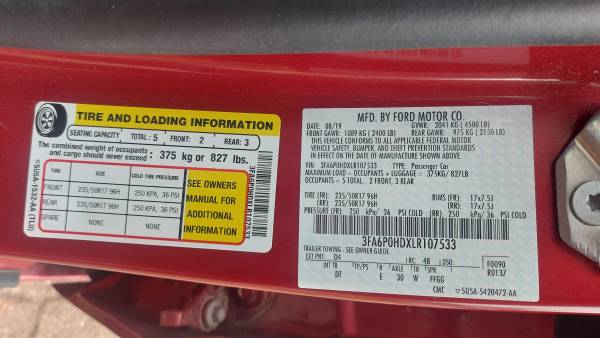 TIRE AND LOADING INFORMATION
SEATING CAPACITY TOTAL: 5 FRONT: 2 REAR: 3
The combined weight of occupants and cargo should never exceed: 375 kg or 827 lbs.
TIRE SIZE COLD TIRE PRESSURE
FRONT 235/50R17 96H 250 KPA, 36 PSI
REAR 235/50R17 96H 250 KPA, 36 PSI
SPARE NONE NONE
SEE OWNERS
MANUAL FOR
ADDITIONAL
INFORMATION
3FA6P0HDXLR107533
5U5A-1532-AA (TLU)
MFD. BY FORD MOTOR CO.
DATE: 08/19 GVWR: 2041 KG ( 4500 LB)
FRONT GAWR: 1089 KG ( 2400 LB) REAR GAWR: 975 KG ( 2150 LB)
THIS VEHICLE CONFORMS TO ALL APPLICABLE FEDERAL MOTOR
VEHICLE SAFETY, BUMPER, AND THEFT PREVENTION STANDARDS
IN EFFECT ON THE DATE OF MANUFACTURE SHOWN ABOVE.
VIN: 3FA6P0HDXLR107533 TYPE: Passenger Car
MAXIMUM LOAD = OCCUPANTS + LUGGAGE = 375KG/ 827LB
OCCUPANTS = 5 TOTAL, 2 FRONT, 3 REAR
TIRE (FR): 235/50R17 96H RIMS (FR): 17x7.5J
(RR): 235/50R17 96H (RR): 17x7.5J
PRESSURE (FR): 250 kPa/ 36 PSI COLD (RR): 250 kPa/ 36 PSI COLD
3FA6P0HDXLR107533
TRAILER TOWING - SEE OWNER GUIDE
EXT PNT: D4 RC: 48 DSO: F0090
INT TR TP/PS R AXLE TR SPR R0137
DT E 30 W FFGG
CMC 5U5A-5420472-AA